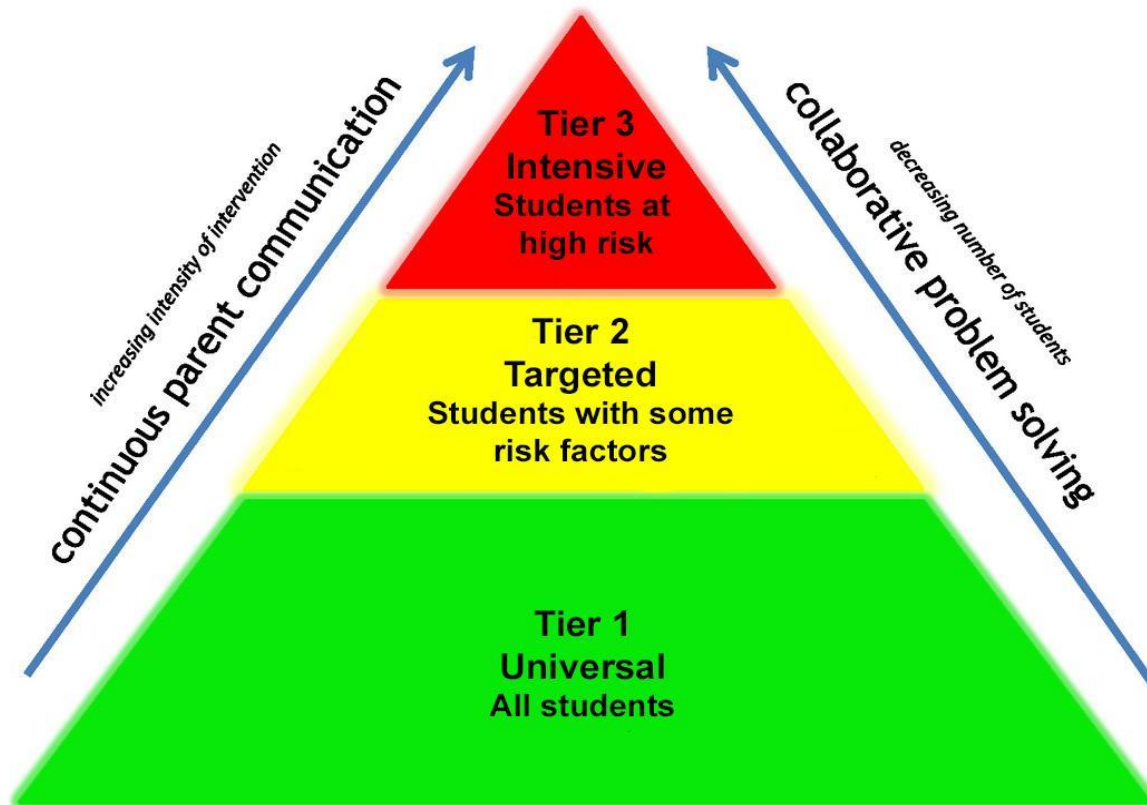 continuous parent communication
increasing intensity of intervention
collaborative problem solving
decreasing number of students
Tier 3
Intensive
Students at
high risk
Tier 2
Targeted
Students with some
risk factors
Tier 1
Universal
All students